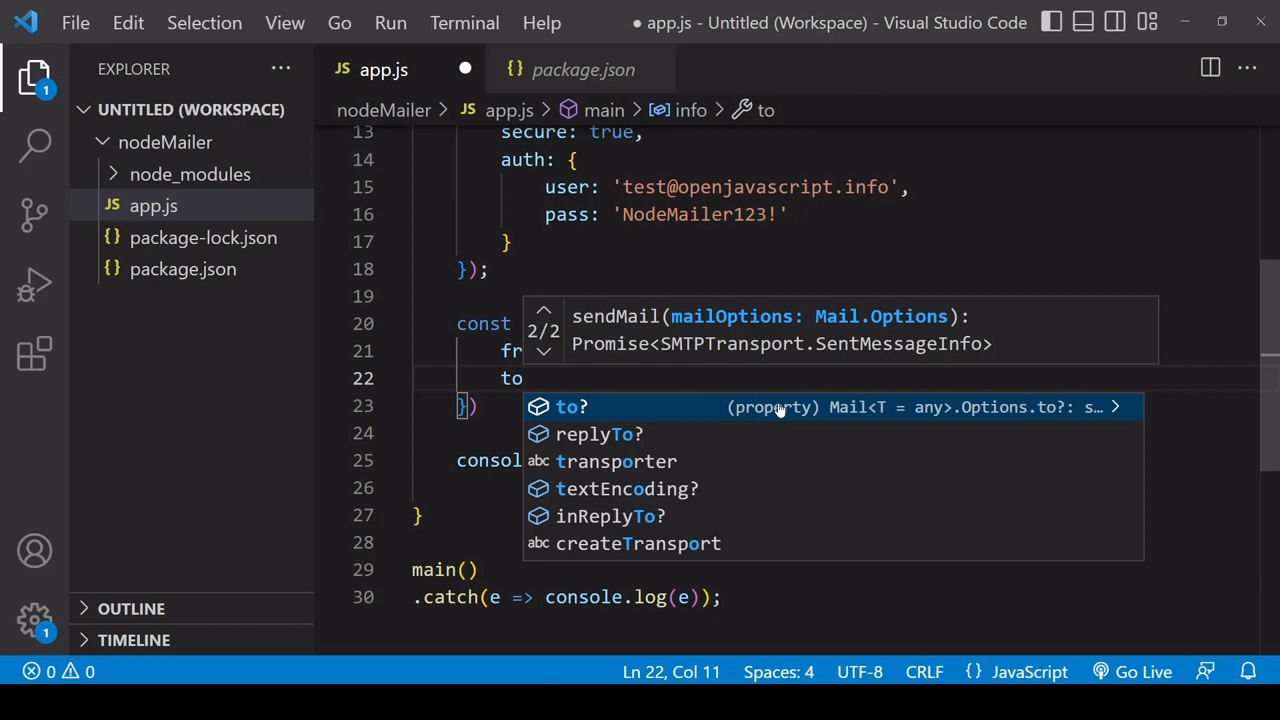 File Edit Selection View Go Run Terminal Help ● app.js - Untitled (Workspace) - Visual Studio Code
EXPLORER ···
JS app.js ●
{} package.json
1
UNTITLED (WORKSPACE)
nodeMailer
node_modules
JS app.js
{} package-lock.json
{} package.json
OUTLINE
TIMELINE
1
nodeMailer > JS app.js > main > info > to
13 secure: true,
14 auth: {
15 user: 'test@openjavascript.info',
16 pass: 'NodeMailer123!'
17 }
18 });
19
20 const
21 fr
22 to
23 })
24
25 consol
26
27 }
28
29 main()
30 .catch(e => console.log(e));
2/2
sendMail(mailOptions: Mail.Options):
Promise<SMTPTransport.SentMessageInfo>
to? (property) Mail<T = any>.Options.to?: s… >
replyTo?
abc transporter
textEncoding?
inReplyTo?
abc createTransport
0 0 Ln 22, Col 11 Spaces: 4 UTF-8 CRLF {} JavaScript Go Live